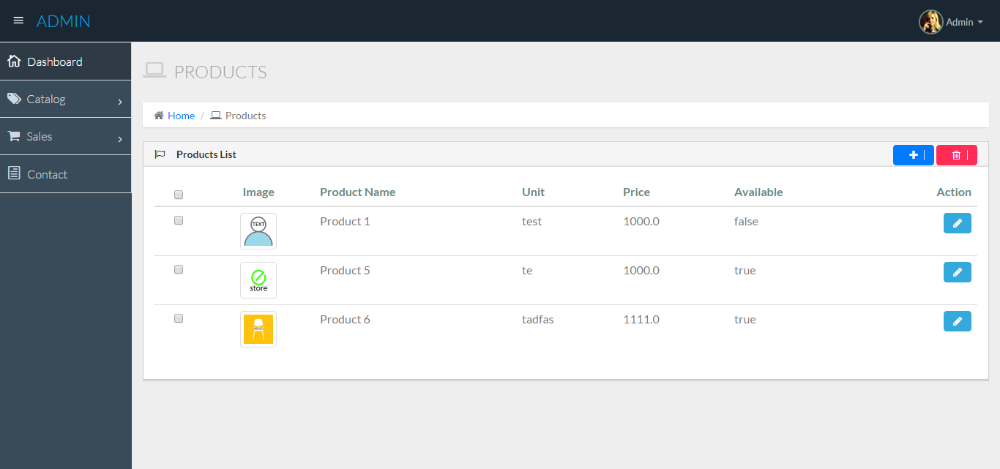 ADMIN
Admin
Dashboard
Catalog
Sales
Contact
PRODUCTS
Home / Products
Products List
Image Product Name Unit Price Available Action
TEXT
Product 1 test 1000.0 false
store
Product 5 te 1000.0 true
Product 6 tadfas 1111.0 true